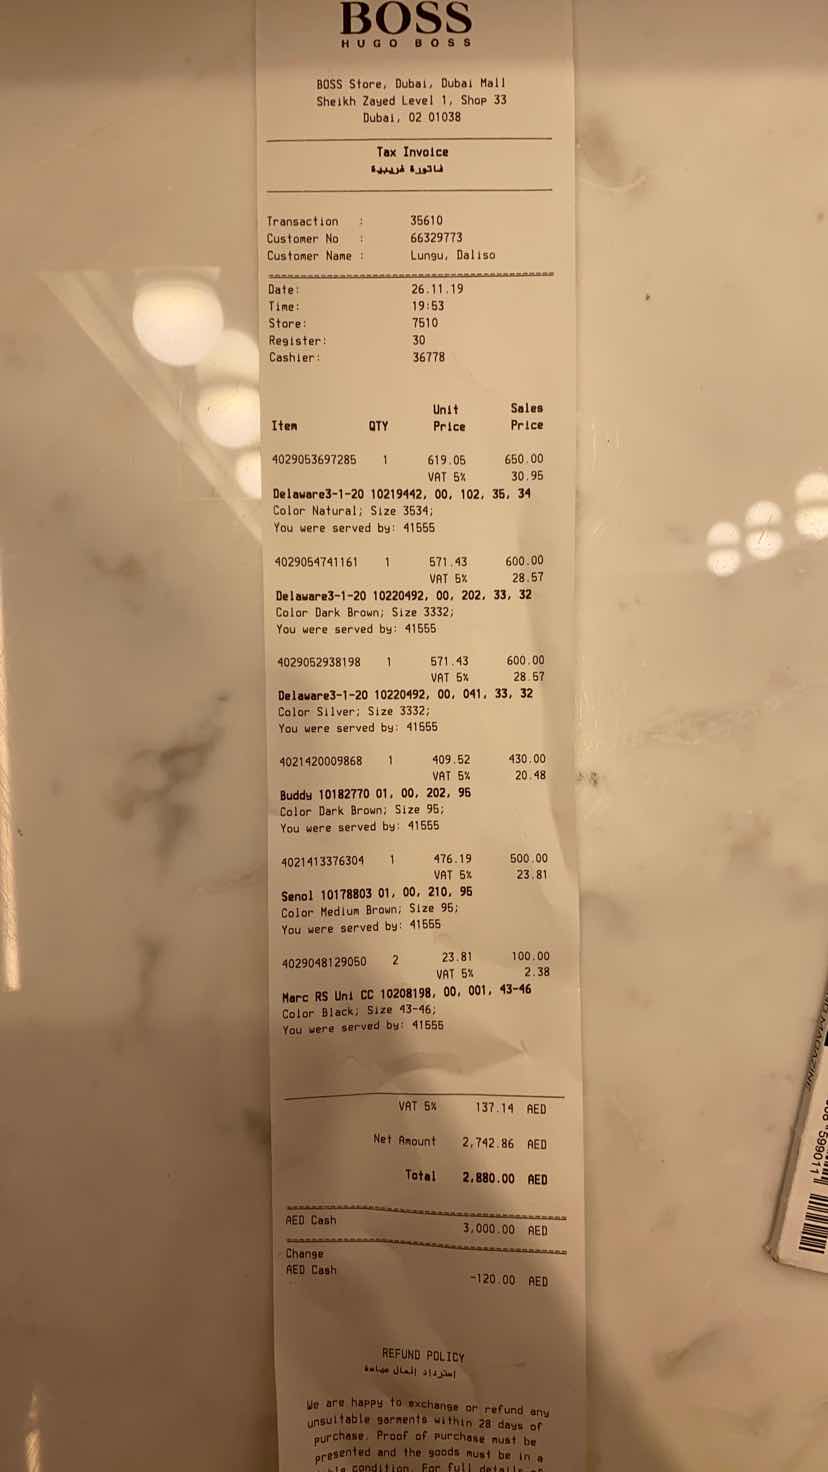 BOSS
HUGO BOSS
BOSS Store, Dubai, Dubai Mall
Sheikh Zayed Level 1, Shop 33
Dubai, 02 01038
Tax Invoice
فاتورة ضريبية
Transaction : 35610
Customer No : 66329773
Customer Name : Lungu, Daliso
Date: 26.11.19
Time: 19:53
Store: 7510
Register: 30
Cashier: 36778
Unit Sales
Item QTY Price Price
4029053697285 1 619.05 650.00
VAT 5% 30.95
Delaware3-1-20 10219442, 00, 102, 35, 34
Color Natural; Size 3534;
You were served by: 41555
4029054741161 1 571.43 600.00
VAT 5% 28.57
Delaware3-1-20 10220492, 00, 202, 33, 32
Color Dark Brown; Size 3332;
You were served by: 41555
4029052938198 1 571.43 600.00
VAT 5% 28.57
Delaware3-1-20 10220492, 00, 041, 33, 32
Color Silver; Size 3332;
You were served by: 41555
4021420009868 1 409.52 430.00
VAT 5% 20.48
Buddy 10182770 01, 00, 202, 95
Color Dark Brown; Size 95;
You were served by: 41555
4021413376304 1 476.19 500.00
VAT 5% 23.81
Senol 10178803 01, 00, 210, 95
Color Medium Brown; Size 95;
You were served by: 41555
4029048129050 2 23.81 100.00
VAT 5% 2.38
Marc RS Uni CC 10208198, 00, 001, 43-46
Color Black; Size 43-46;
You were served by: 41555
VAT 5% 137.14 AED
Net Amount 2,742.86 AED
Total 2,880.00 AED
AED Cash 3,000.00 AED
Change
AED Cash -120.00 AED
REFUND POLICY
We are happy to exchange or refund any
unsuitable garments within 28 days of
purchase. Proof of purchase must be
presented and the goods must be in a
condition. For full details
MAGAZINE
599011